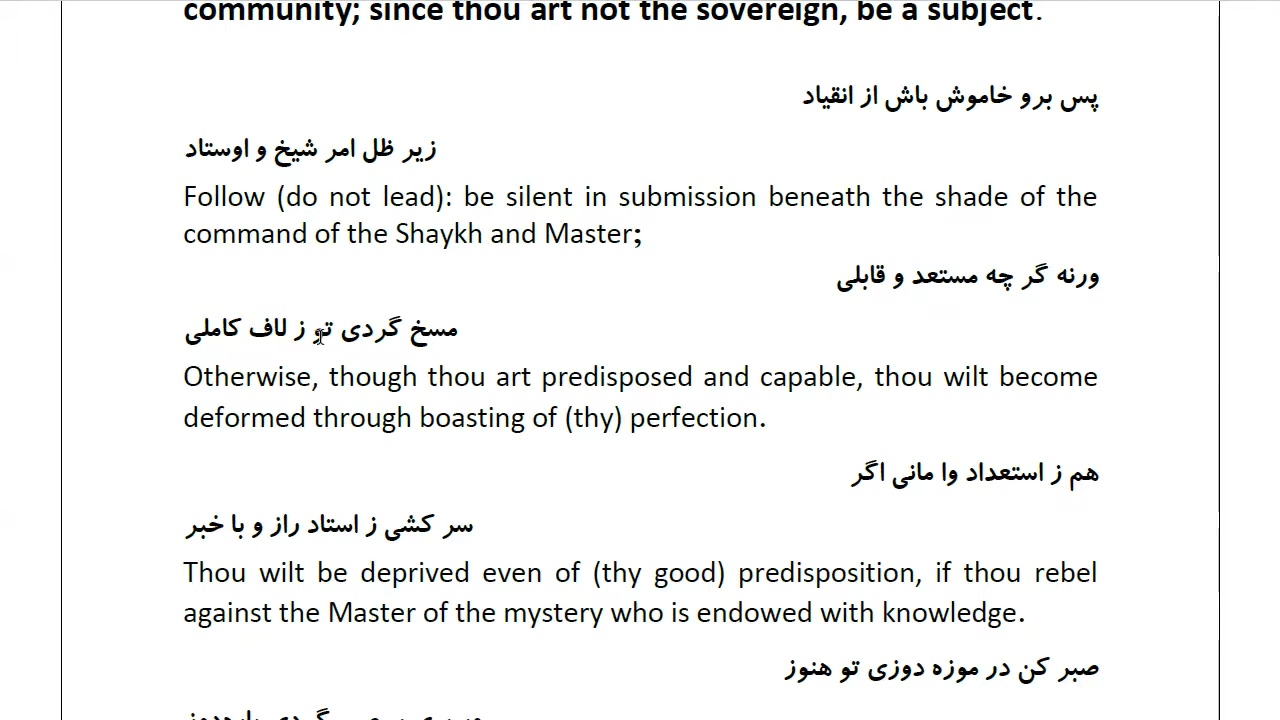 community; since thou art not the sovereign, be a subject.
پس برو خاموش باش از انقیاد
زیر ظل امر شیخ و اوستاد
Follow (do not lead): be silent in submission beneath the shade of the
command of the Shaykh and Master;
ورنه گر چه مستعد و قابلی
مسخ گردی تو ز لاف کاملی
Otherwise, though thou art predisposed and capable, thou wilt become
deformed through boasting of (thy) perfection.
هم ز استعداد وا مانی اگر
سر کشی ز استاد راز و با خبر
Thou wilt be deprived even of (thy good) predisposition, if thou rebel
against the Master of the mystery who is endowed with knowledge.
صبر کن در موزه دوزی تو هنوز